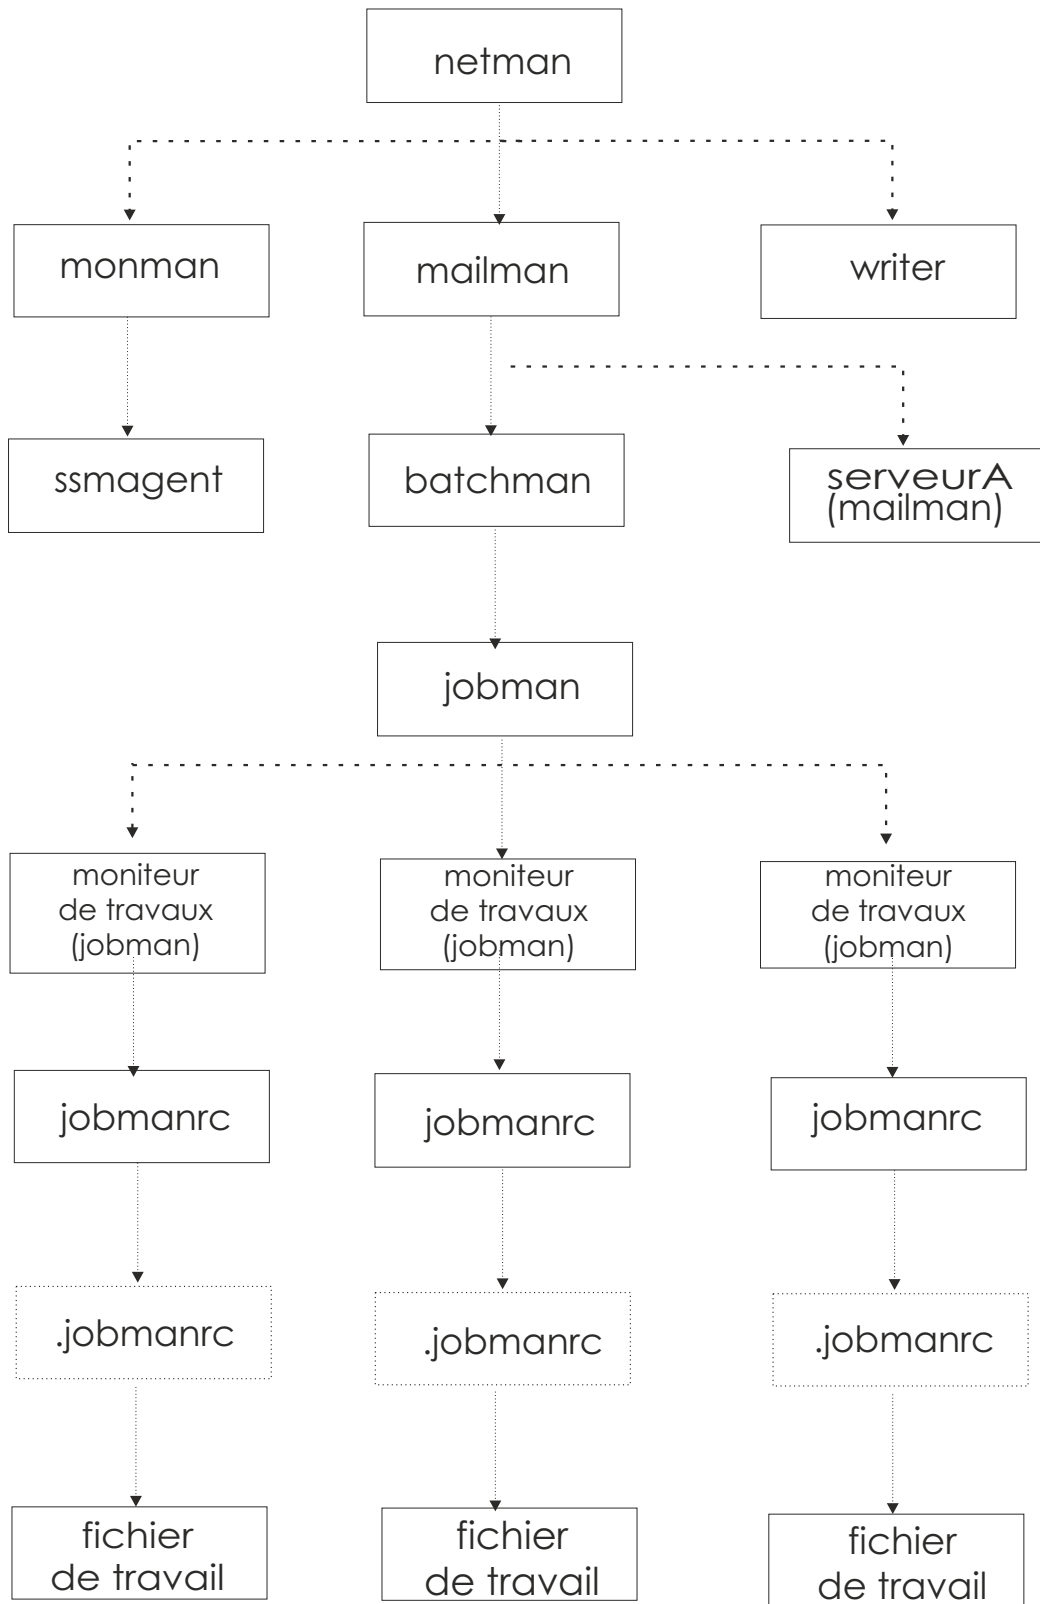 netman
monman
mailman
writer
ssmagent
batchman
serveurA
(mailman)
jobman
moniteur
de travaux
(jobman)
moniteur
de travaux
(jobman)
moniteur
de travaux
(jobman)
jobmanrc
jobmanrc
jobmanrc
.jobmanrc
.jobmanrc
.jobmanrc
fichier
de travail
fichier
de travail
fichier
de travail